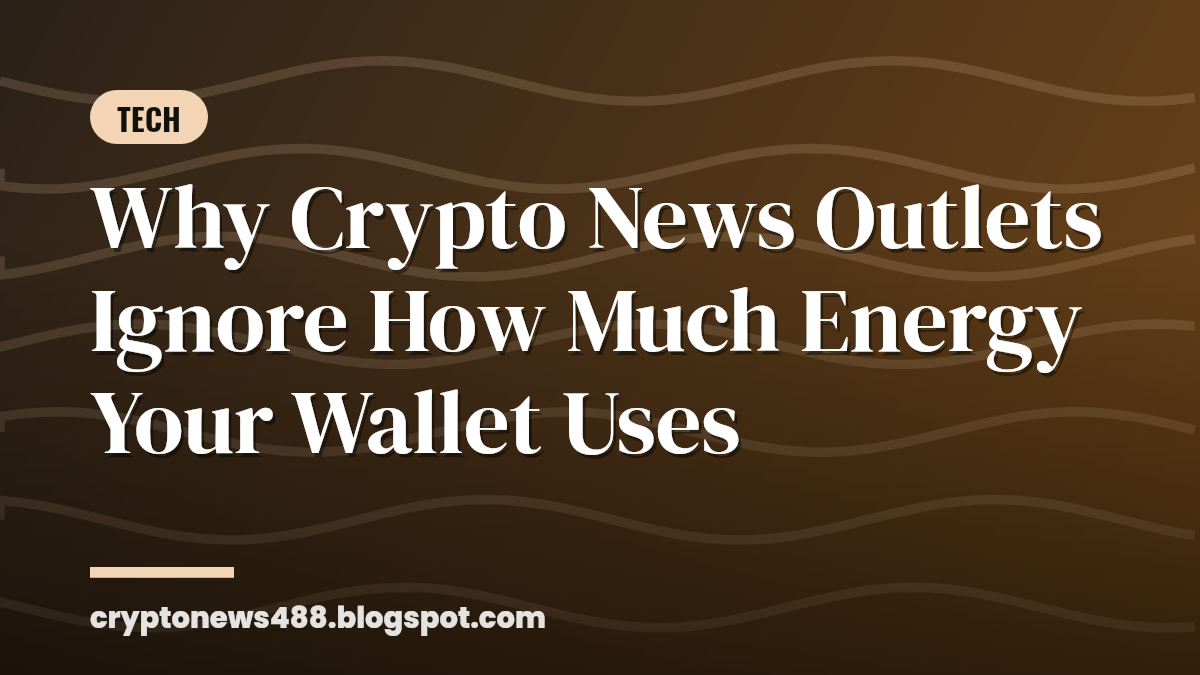 TECH
Why Crypto News Outlets
Ignore How Much Energy
Your Wallet Uses
cryptonews488.blogspot.com